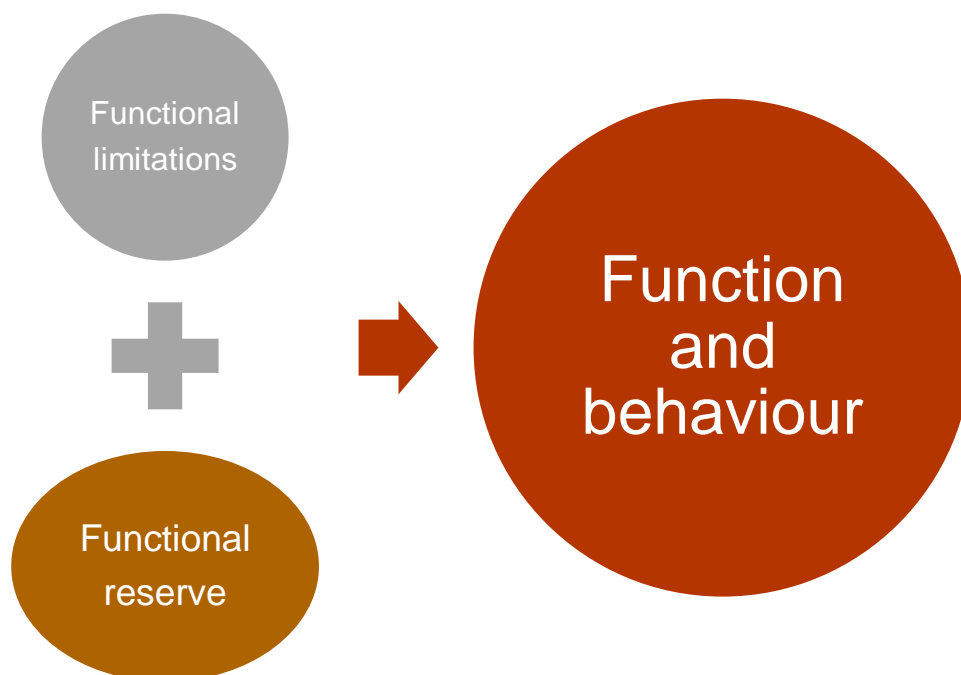 Functional
limitations
Functional
reserve
Function
and
behaviour